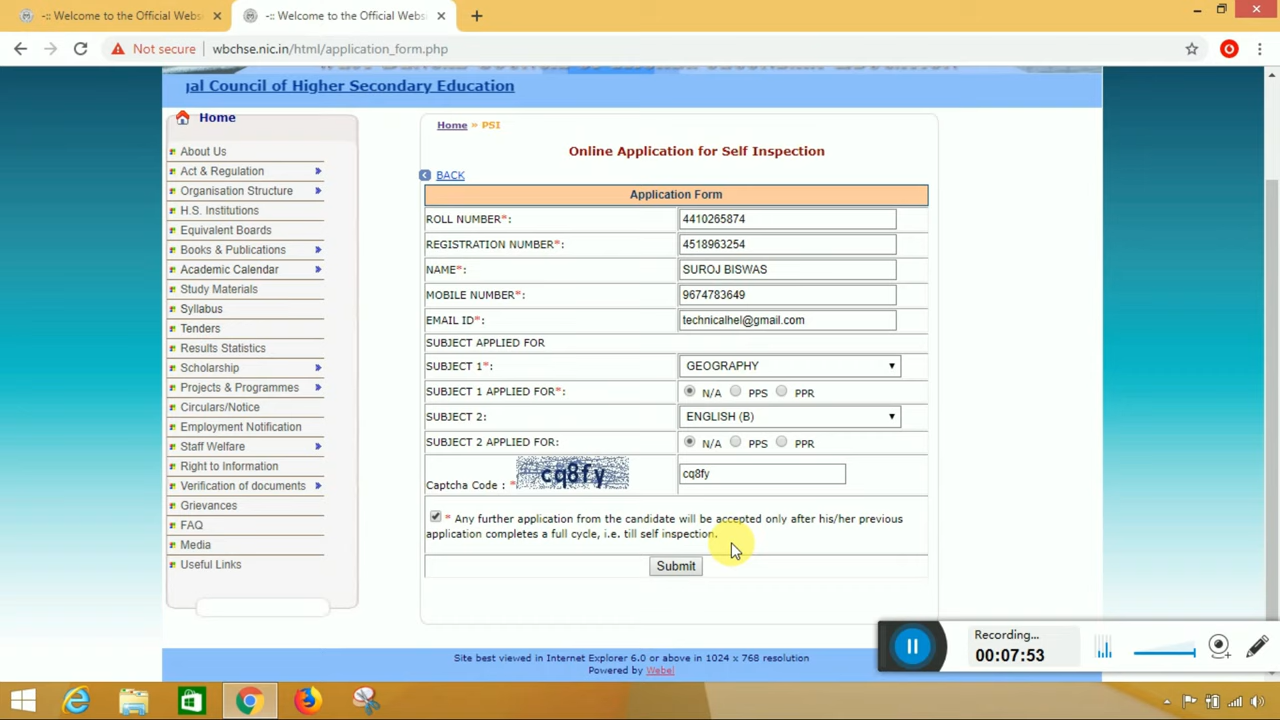 -:: Welcome to the Official Webs
-:: Welcome to the Official Webs
Not secure
wbchse.nic.in/html/application_form.php
al Council of Higher Secondary Education
Home
About Us
Act & Regulation
Organisation Structure
H.S. Institutions
Equivalent Boards
Books & Publications
Academic Calendar
Study Materials
Syllabus
Tenders
Results Statistics
Scholarship
Projects & Programmes
Circulars/Notice
Employment Notification
Staff Welfare
Right to Information
Verification of documents
Grievances
FAQ
Media
Useful Links
Home » PSI
Online Application for Self Inspection
BACK
Application Form
ROLL NUMBER*: 4410265874
REGISTRATION NUMBER*: 4518963254
NAME*: SUROJ BISWAS
MOBILE NUMBER*: 9674783649
EMAIL ID*: technicalhel@gmail.com
SUBJECT APPLIED FOR
SUBJECT 1*: GEOGRAPHY
SUBJECT 1 APPLIED FOR*: N/A PPS PPR
SUBJECT 2: ENGLISH (B)
SUBJECT 2 APPLIED FOR: N/A PPS PPR
Captcha Code : * cq8fy cq8fy
* Any further application from the candidate will be accepted only after his/her previous
application completes a full cycle, i.e. till self inspection.
Submit
Site best viewed in Internet Explorer 6.0 or above in 1024 x 768 resolution
Powered by Webel
Recording...
00:07:53